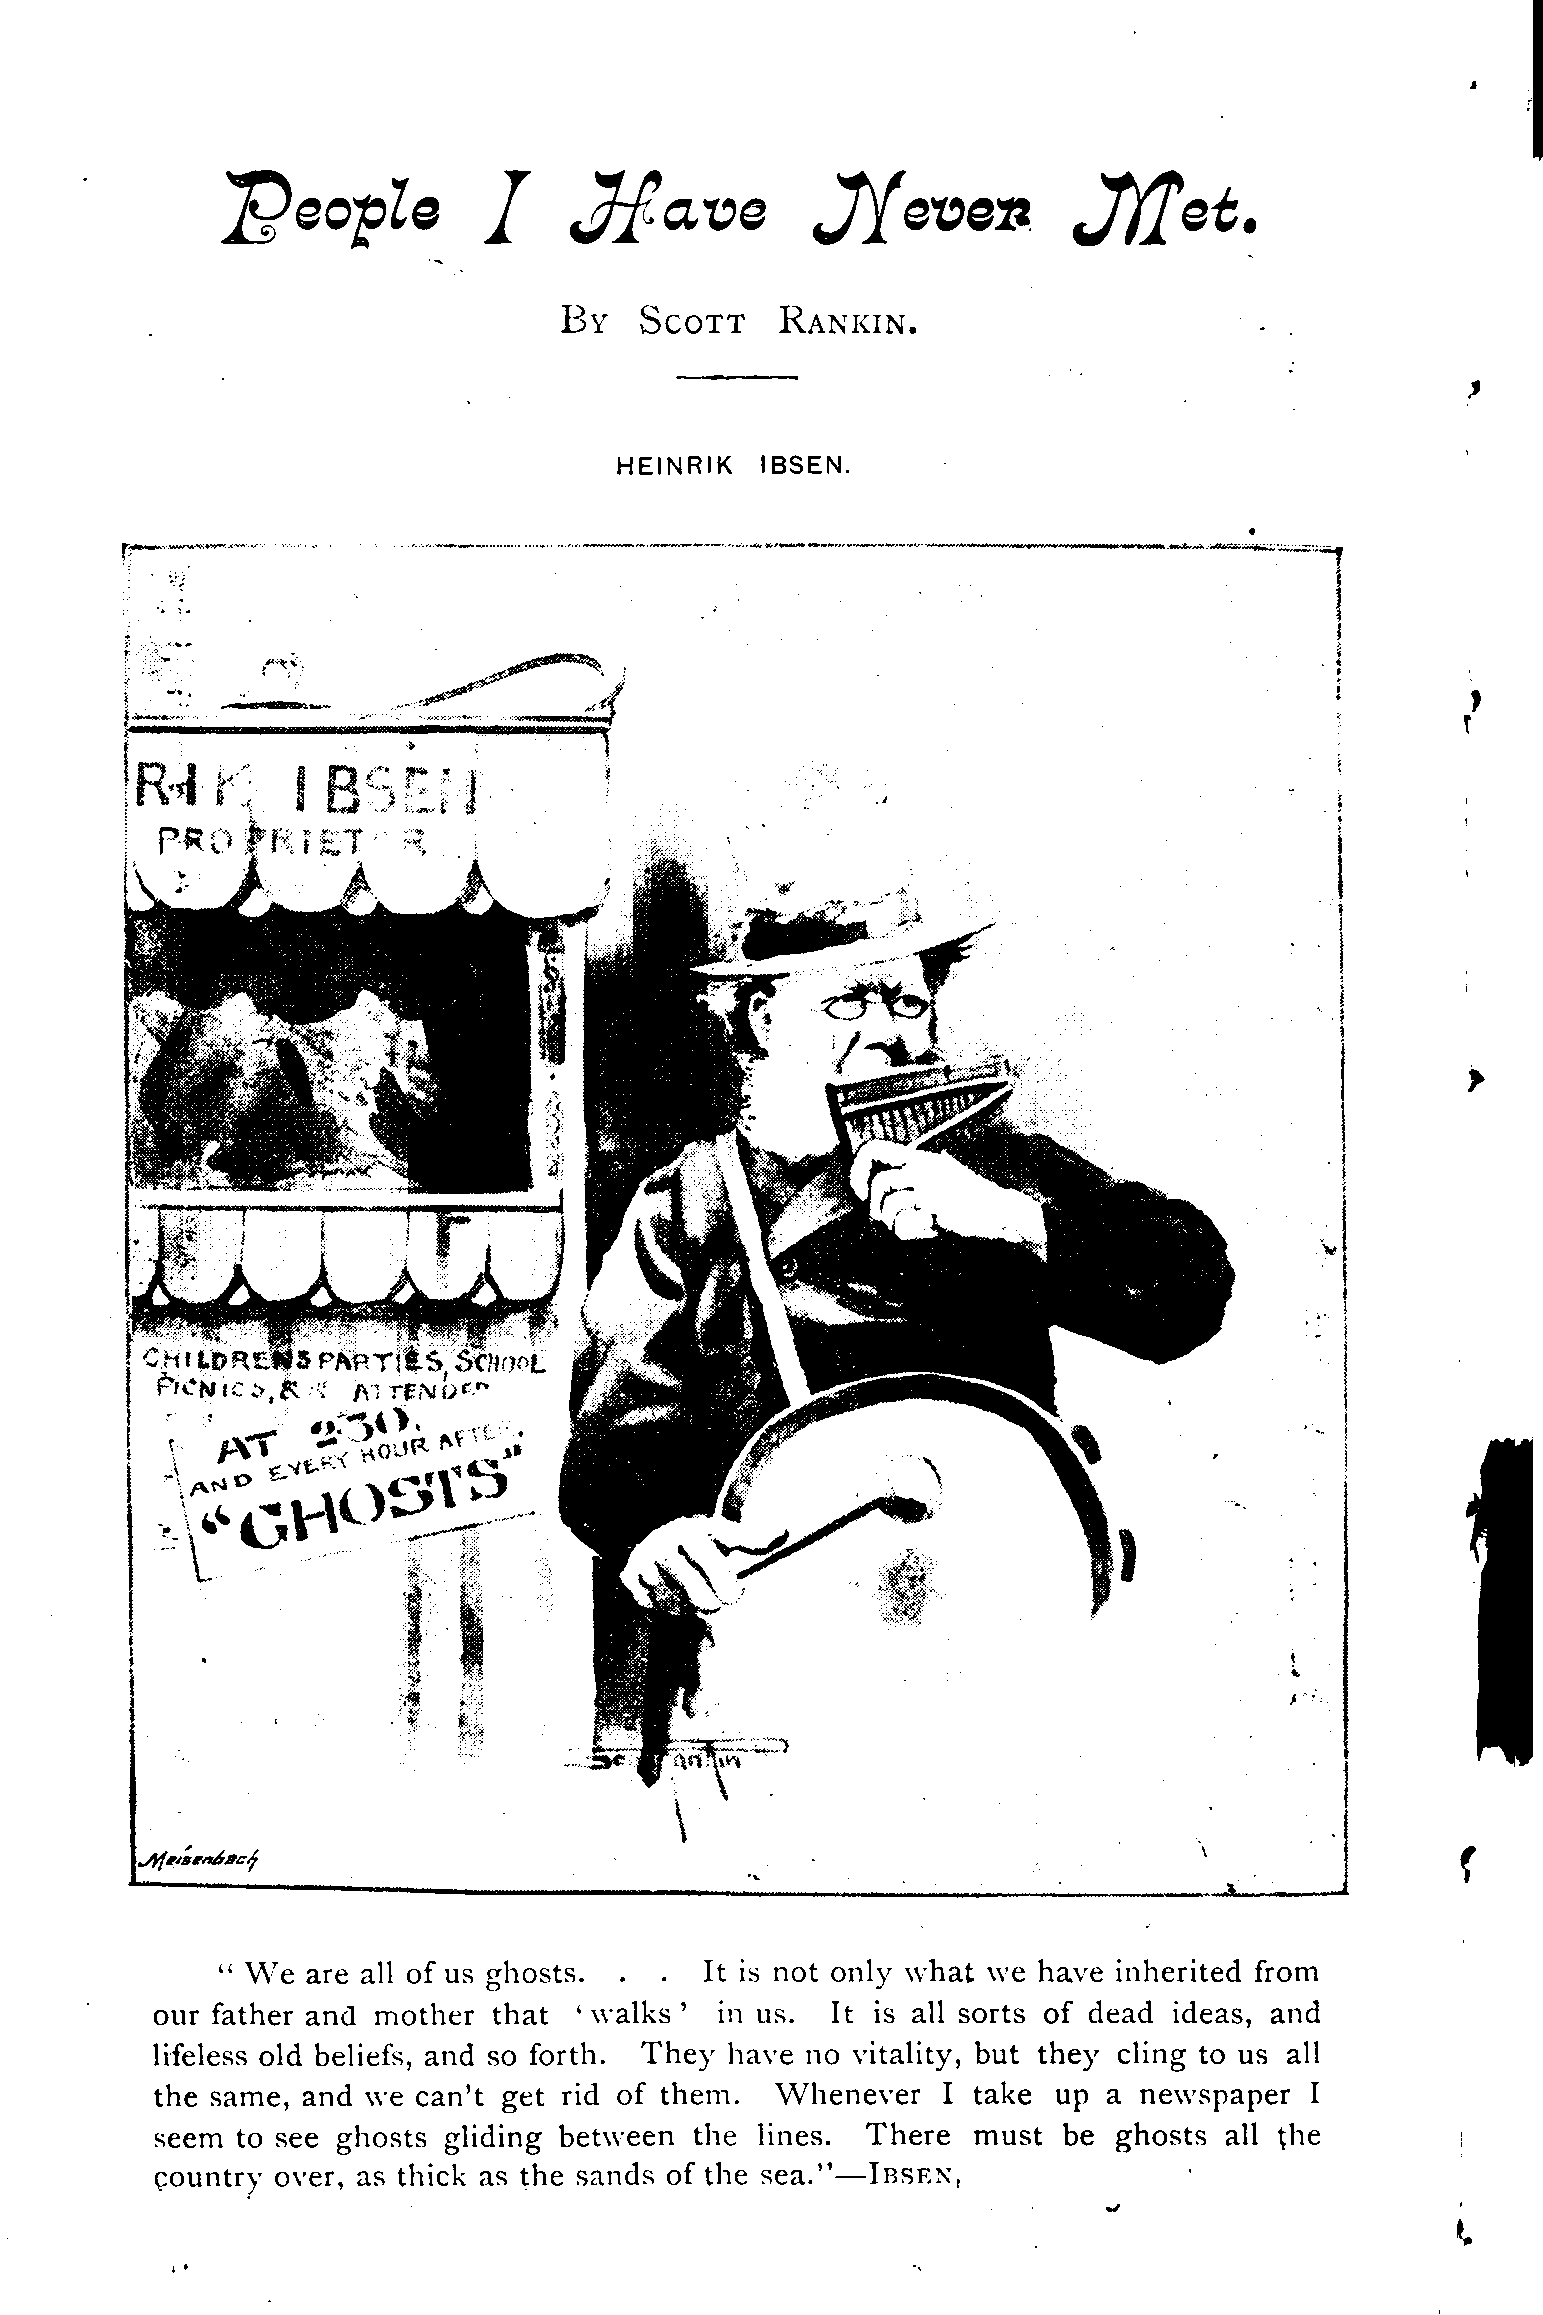 People I Have Never Met.
By Scott Rankin.
HEINRIK IBSEN.
RIK IBSEN
PROPRIETOR
CHILDRENS PARTIES, SCHOOL
PICNICS, & ATTENDED
AT 2.30.
AND EVERY HOUR AFTER.
"GHOSTS"
Meisenbach
"We are all of us ghosts. . . It is not only what we have inherited from
our father and mother that 'walks' in us. It is all sorts of dead ideas, and
lifeless old beliefs, and so forth. They have no vitality, but they cling to us all
the same, and we can't get rid of them. Whenever I take up a newspaper I
seem to see ghosts gliding between the lines. There must be ghosts all the
country over, as thick as the sands of the sea."—Ibsen,